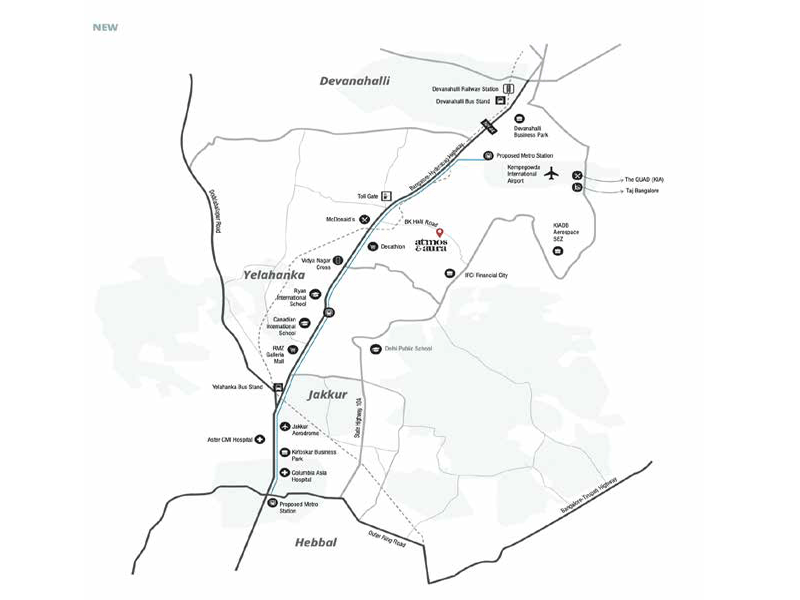 NEW
Devanahalli
Devanahalli Railway Station
Devanahalli Bus Stand
Devanahalli
Business Park
Proposed Metro Station
Kempegowda
International
Airport
The QUAD (KIA)
Taj Bangalore
Bangalore-Hyderabad Highway
Toll Gate
Doddaballapur Road
McDonald's
BK Halli Road
atmos
& aura
KIADB
Aerospace
SEZ
Decathlon
Vidya Nagar
Cross
IFCI Financial City
Yelahanka
Ryan
International
School
Canadian
International
School
RMZ
Galleria
Mall
Delhi Public School
Yelahanka Bus Stand
Jakkur
State Highway 104
Jakkur
Aerodrome
Aster CMI Hospital
Kirloskar Business
Park
Columbia Asia
Hospital
Bangalore-Tirupati Highway
Proposed Metro
Station
Outer Ring Road
Hebbal